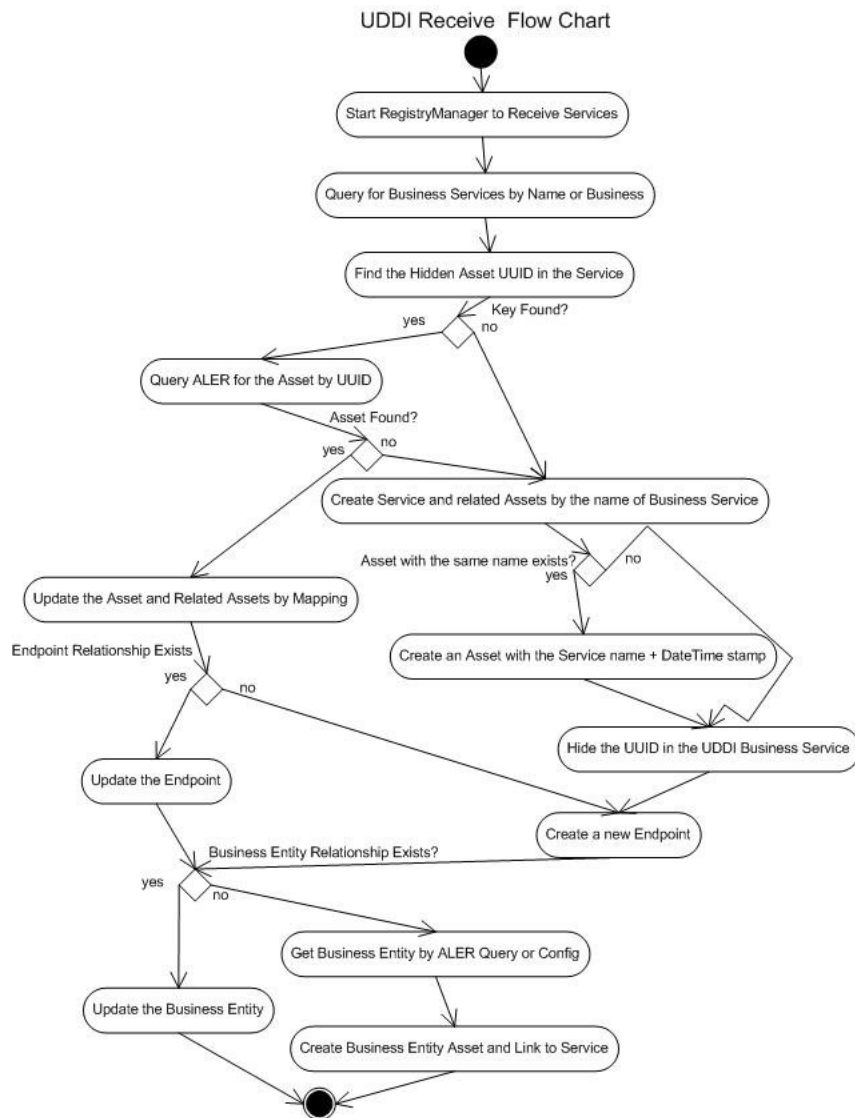 UDDI Receive  Flow Chart
Start RegistryManager to Receive Services
Query for Business Services by Name or Business
Find the Hidden Asset UUID in the Service
Key Found?
yes
no
Query ALER for the Asset by UUID
Asset Found?
yes
no
Create Service and related Assets by the name of Business Service
Asset with the same name exists?
yes
no
Update the Asset and Related Assets by Mapping
Create an Asset with the Service name + DateTime stamp
Endpoint Relationship Exists
yes
no
Hide the UUID in the UDDI Business Service
Update the Endpoint
Create a new Endpoint
Business Entity Relationship Exists?
yes
no
Get Business Entity by ALER Query or Config
Update the Business Entity
Create Business Entity Asset and Link to Service